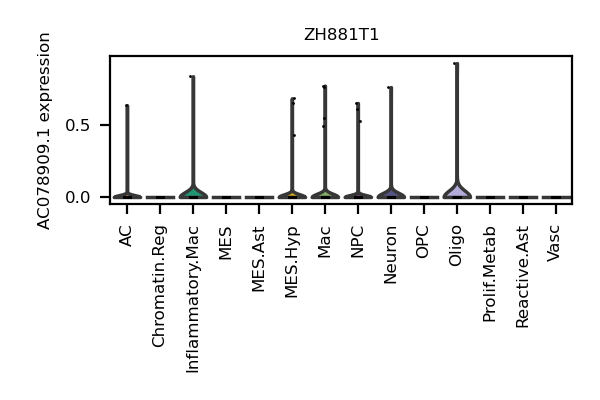 ZH881T1
AC078909.1 expression
0.5
0.0
AC
Chromatin.Reg
Inflammatory.Mac
MES
MES.Ast
MES.Hyp
Mac
NPC
Neuron
OPC
Oligo
Prolif.Metab
Reactive.Ast
Vasc